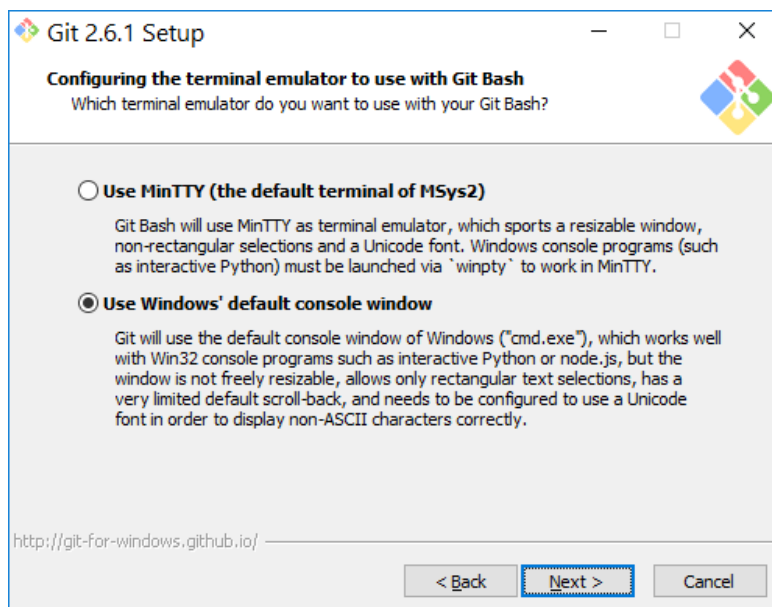 Git 2.6.1 Setup
Configuring the terminal emulator to use with Git Bash
Which terminal emulator do you want to use with your Git Bash?
Use MinTTY (the default terminal of MSys2)
Git Bash will use MinTTY as terminal emulator, which sports a resizable window,
non-rectangular selections and a Unicode font. Windows console programs (such
as interactive Python) must be launched via `winpty` to work in MinTTY.
Use Windows' default console window
Git will use the default console window of Windows ("cmd.exe"), which works well
with Win32 console programs such as interactive Python or node.js, but the
window is not freely resizable, allows only rectangular text selections, has a
very limited default scroll-back, and needs to be configured to use a Unicode
font in order to display non-ASCII characters correctly.
http://git-for-windows.github.io/
< Back Next > Cancel